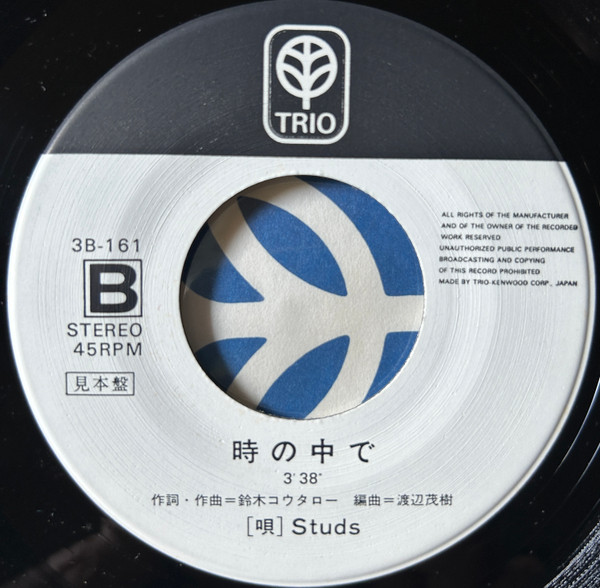 TRIO
3B-161
B
STEREO
45RPM
見本盤
ALL RIGHTS OF THE MANUFACTURER
AND OF THE OWNER OF THE RECORDED
WORK RESERVED
UNAUTHORIZED PUBLIC PERFORMANCE
BROADCASTING AND COPYING
OF THIS RECORD PROHIBITED
MADE BY TRIO-KENWOOD CORP., JAPAN
時の中で
3'38"
作詞・作曲=鈴木コウタロー 編曲=渡辺茂樹
[唄] Studs